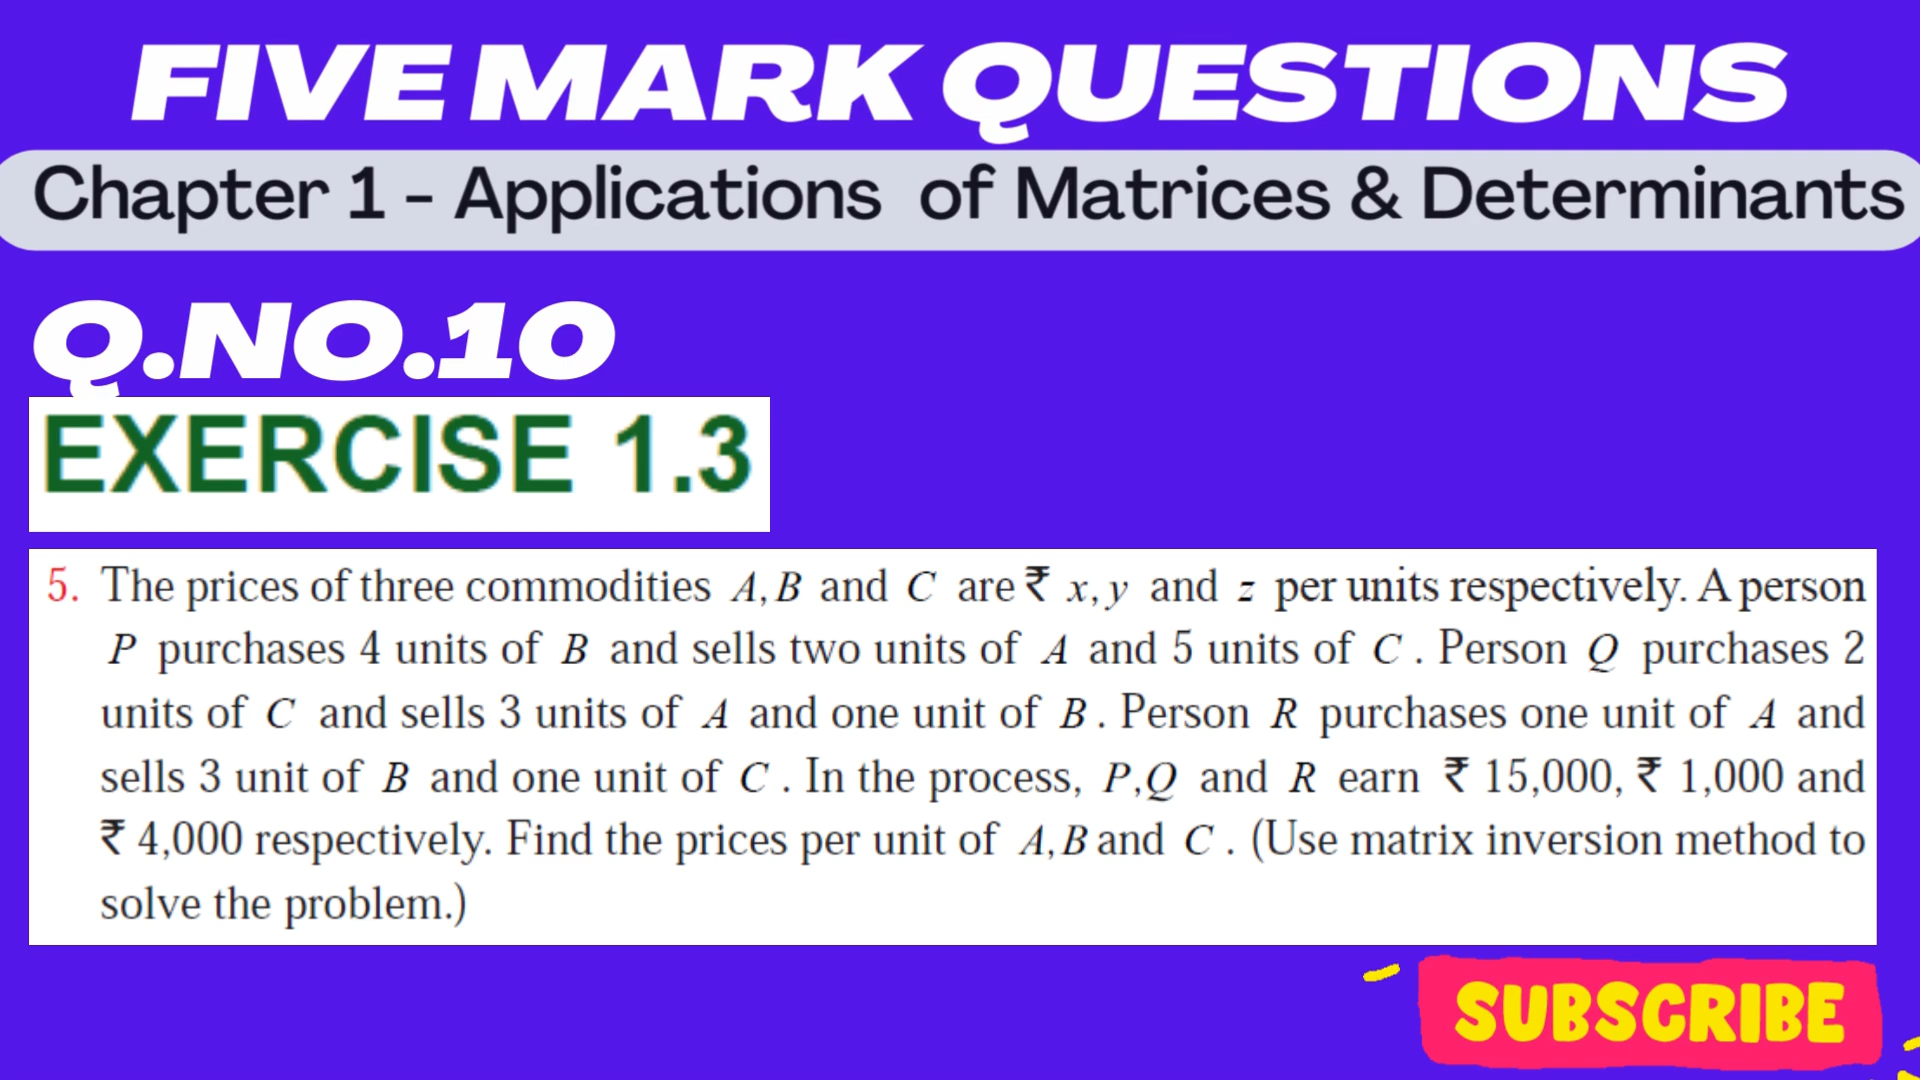 FIVE MARK QUESTIONS
Chapter 1 - Applications of Matrices & Determinants
Q.NO.10
EXERCISE 1.3
5. The prices of three commodities A, B and C are ₹ x, y and z per units respectively. A person
P purchases 4 units of B and sells two units of A and 5 units of C . Person Q purchases 2
units of C and sells 3 units of A and one unit of B . Person R purchases one unit of A and
sells 3 unit of B and one unit of C . In the process, P,Q and R earn ₹ 15,000, ₹ 1,000 and
₹ 4,000 respectively. Find the prices per unit of A, B and C . (Use matrix inversion method to
solve the problem.)
SUBSCRIBE